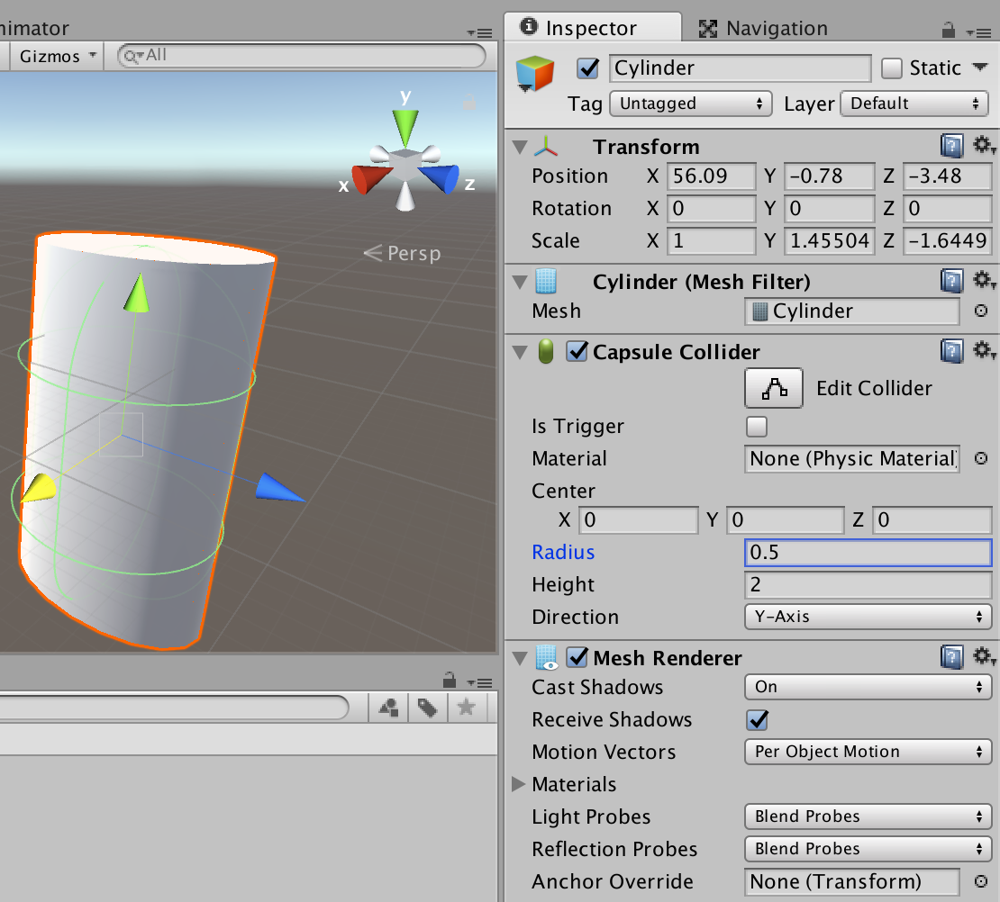 nimator
Gizmos
All
y
x
z
Persp
Inspector
Navigation
Cylinder
Static
Tag Untagged Layer Default
Transform
Position X 56.09 Y -0.78 Z -3.48
Rotation X 0 Y 0 Z 0
Scale X 1 Y 1.45504 Z -1.6449
Cylinder (Mesh Filter)
Mesh Cylinder
Capsule Collider
Edit Collider
Is Trigger
Material None (Physic Material)
Center
X 0 Y 0 Z 0
Radius 0.5
Height 2
Direction Y-Axis
Mesh Renderer
Cast Shadows On
Receive Shadows
Motion Vectors Per Object Motion
Materials
Light Probes Blend Probes
Reflection Probes Blend Probes
Anchor Override None (Transform)